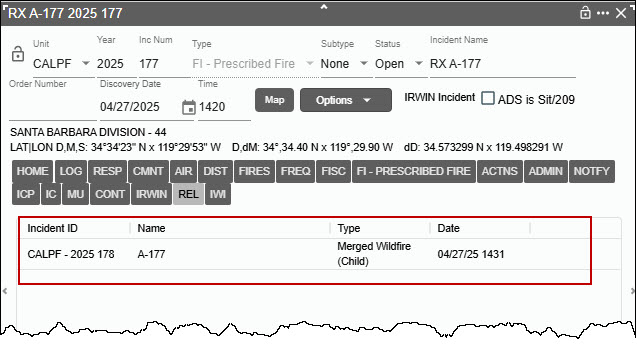 RX A-177 2025 177
Unit Year Inc Num Type Subtype Status Incident Name
CALPF 2025 177 FI - Prescribed Fire None Open RX A-177
Order Number Discovery Date Time
04/27/2025 1420 Map Options IRWIN Incident ADS is Sit/209
SANTA BARBARA DIVISION - 44
LAT|LON D,M,S: 34°34'23" N x 119°29'53" W D,dM: 34°,34.40 N x 119°,29.90 W dD: 34.573299 N x 119.498291 W
HOME LOG RESP CMNT AIR DIST FIRES FREQ FISC FI - PRESCRIBED FIRE ACTNS ADMIN NOTFY
ICP IC MU CONT IRWIN REL IWI
Incident ID Name Type Date
CALPF - 2025 178 A-177 Merged Wildfire (Child) 04/27/25 1431